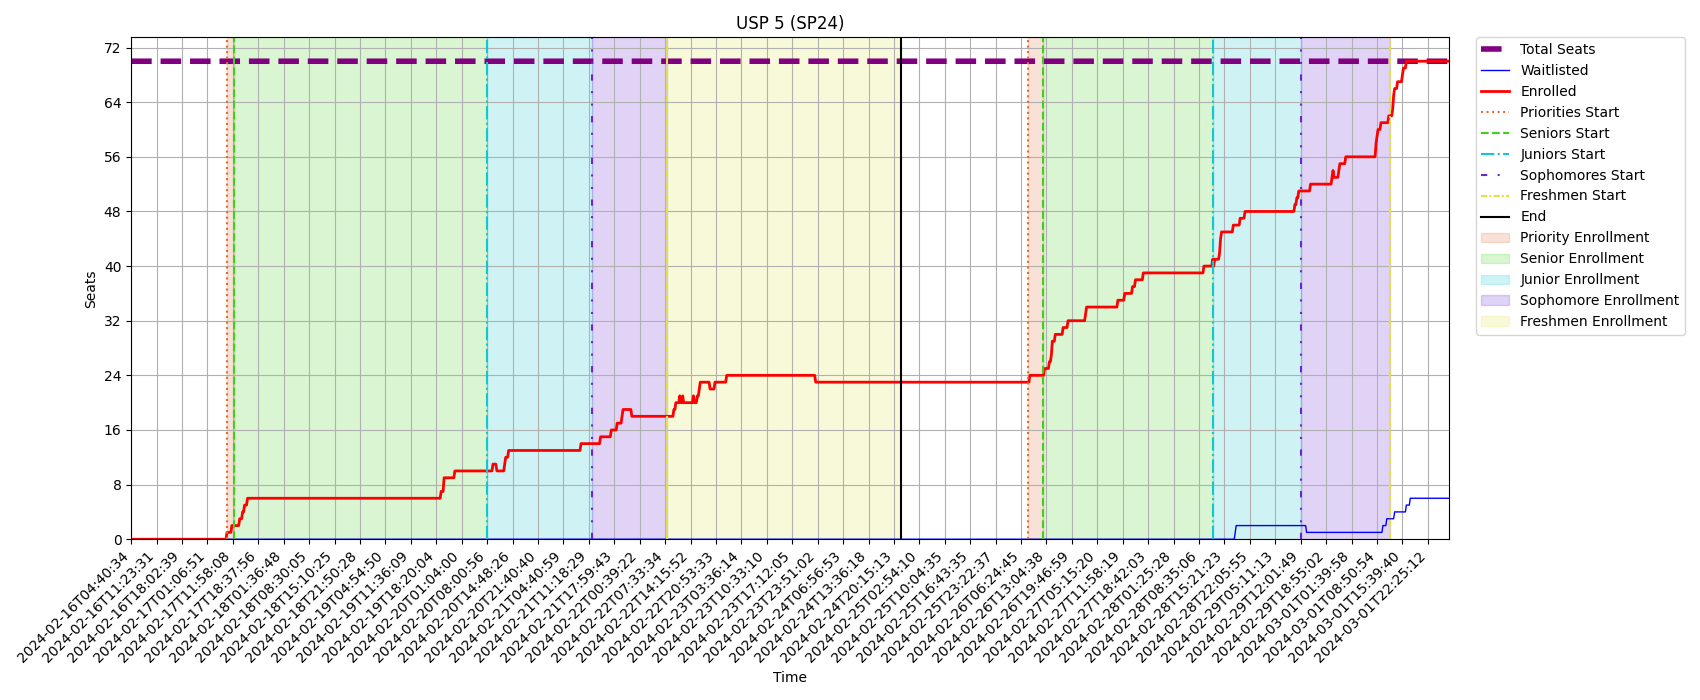 USP 5 (SP24)
Seats
72
64
56
48
40
32
24
16
8
0
2024-02-16T04:40:34
2024-02-16T11:23:31
2024-02-16T18:02:39
2024-02-17T01:06:51
2024-02-17T11:58:08
2024-02-17T18:37:56
2024-02-18T01:36:48
2024-02-18T08:30:05
2024-02-18T15:10:25
2024-02-18T21:50:28
2024-02-19T04:54:50
2024-02-19T11:36:09
2024-02-19T18:20:04
2024-02-20T01:04:00
2024-02-20T08:00:56
2024-02-20T14:48:26
2024-02-20T21:40:40
2024-02-21T04:40:59
2024-02-21T11:18:29
2024-02-21T17:59:43
2024-02-22T00:39:22
2024-02-22T07:33:34
2024-02-22T14:15:52
2024-02-22T20:53:33
2024-02-23T03:36:14
2024-02-23T10:33:10
2024-02-23T17:12:05
2024-02-23T23:51:02
2024-02-24T06:56:53
2024-02-24T13:36:18
2024-02-24T20:15:13
2024-02-25T02:54:10
2024-02-25T10:04:35
2024-02-25T16:43:35
2024-02-25T23:22:37
2024-02-26T06:24:45
2024-02-26T13:04:38
2024-02-26T19:46:59
2024-02-27T05:15:20
2024-02-27T11:58:19
2024-02-27T18:42:03
2024-02-28T01:25:28
2024-02-28T08:35:06
2024-02-28T15:21:23
2024-02-28T22:05:55
2024-02-29T05:11:13
2024-02-29T12:01:49
2024-02-29T18:55:02
2024-03-01T01:39:58
2024-03-01T08:50:54
2024-03-01T15:39:40
2024-03-01T22:25:12
Time
Total Seats
Waitlisted
Enrolled
Priorities Start
Seniors Start
Juniors Start
Sophomores Start
Freshmen Start
End
Priority Enrollment
Senior Enrollment
Junior Enrollment
Sophomore Enrollment
Freshmen Enrollment